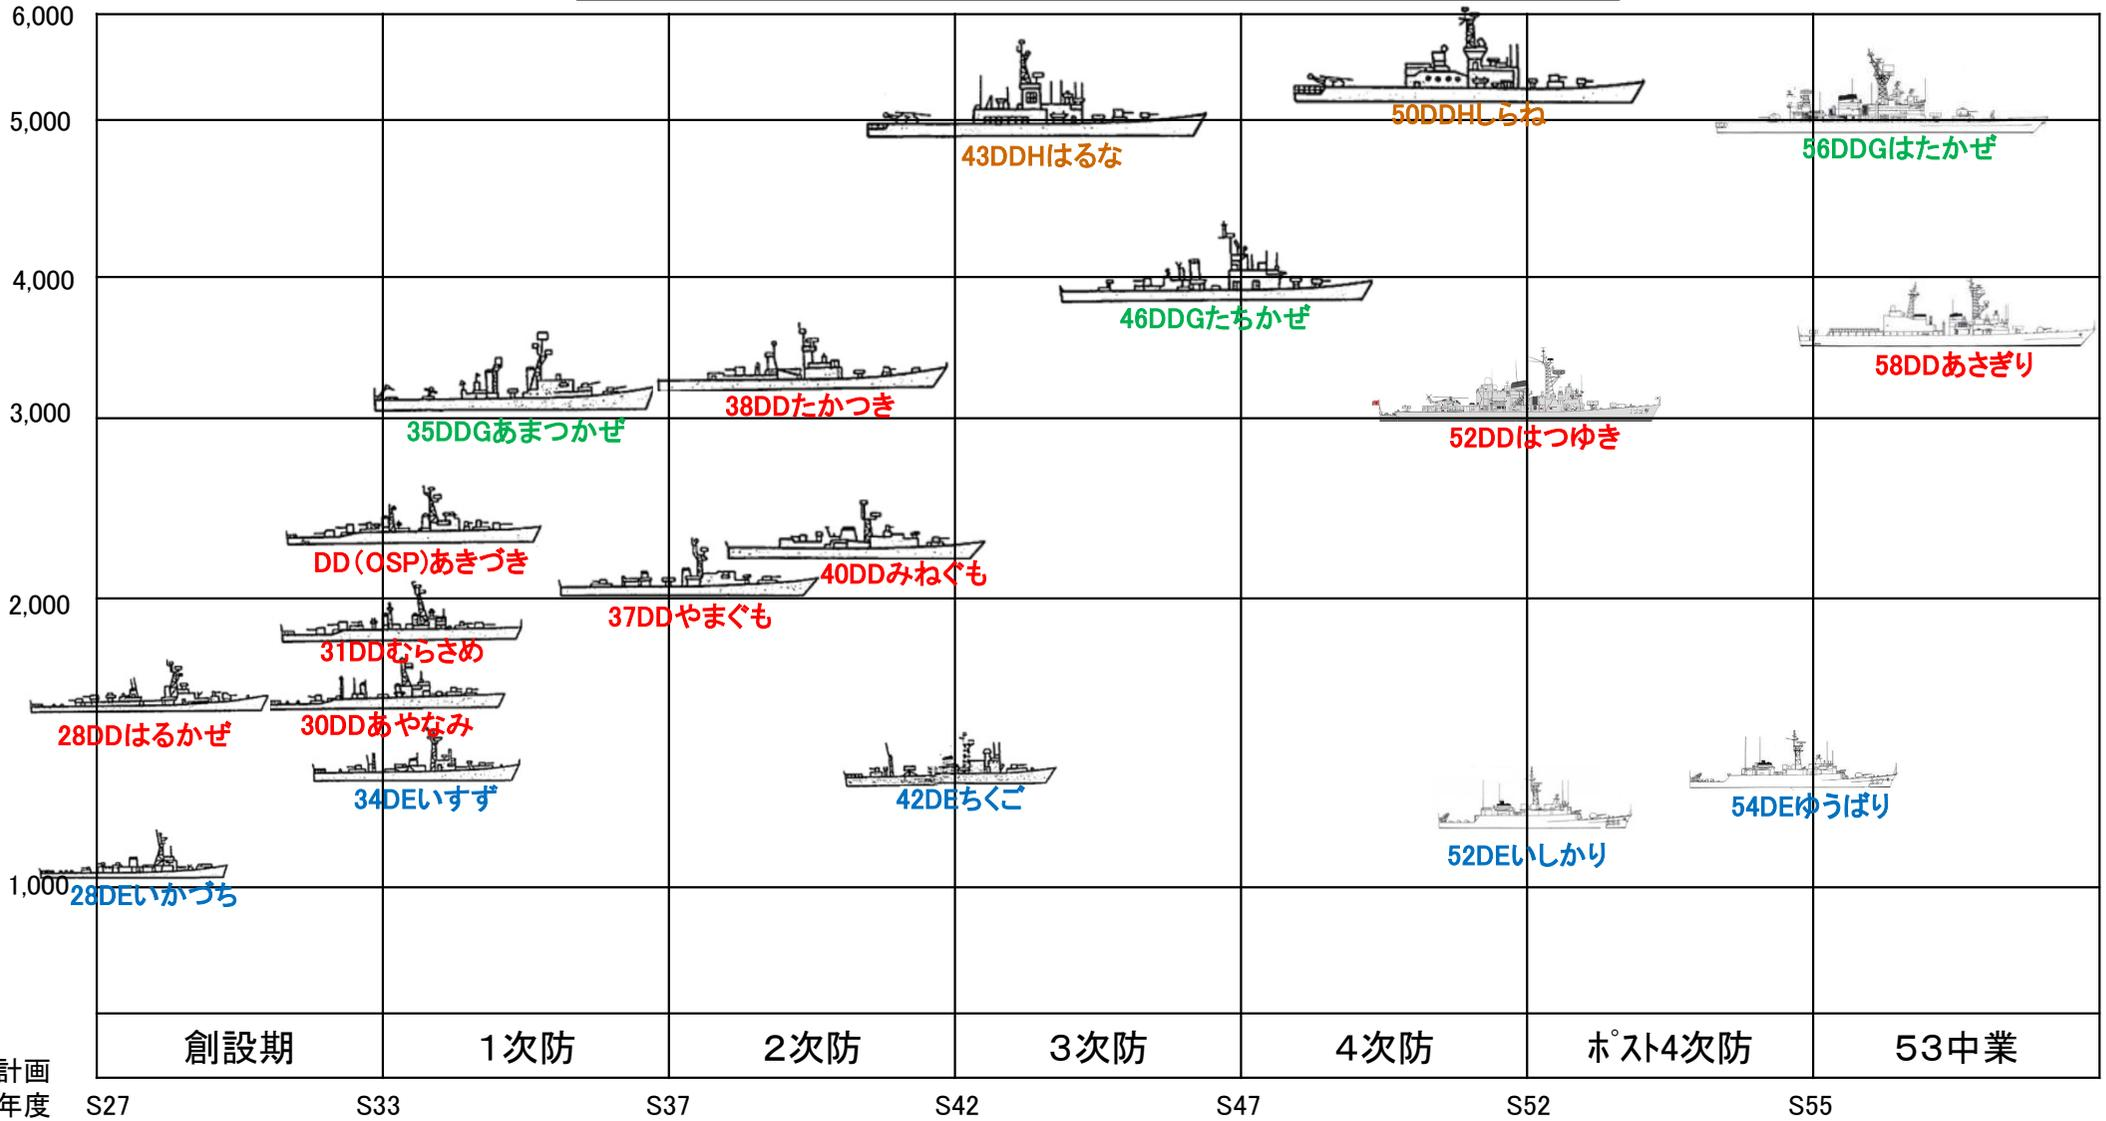 6,000
5,000
50DDHしらね
43DDHはるな
56DDGはたかぜ
4,000
46DDGたちかぜ
58DDあさぎり
38DDたかつき
3,000
35DDGあまつかぜ
52DDはつゆき
DD(OSP)あきづき
40DDみねぐも
2,000
37DDやまぐも
31DDむらさめ
28DDはるかぜ
30DDあやなみ
34DEいすず
42DEちくご
54DEゆうばり
52DEいしかり
1,000
28DEいかづち
創設期 1次防 2次防 3次防 4次防 ポスト4次防 53中業
計画
年度 S27 S33 S37 S42 S47 S52 S55